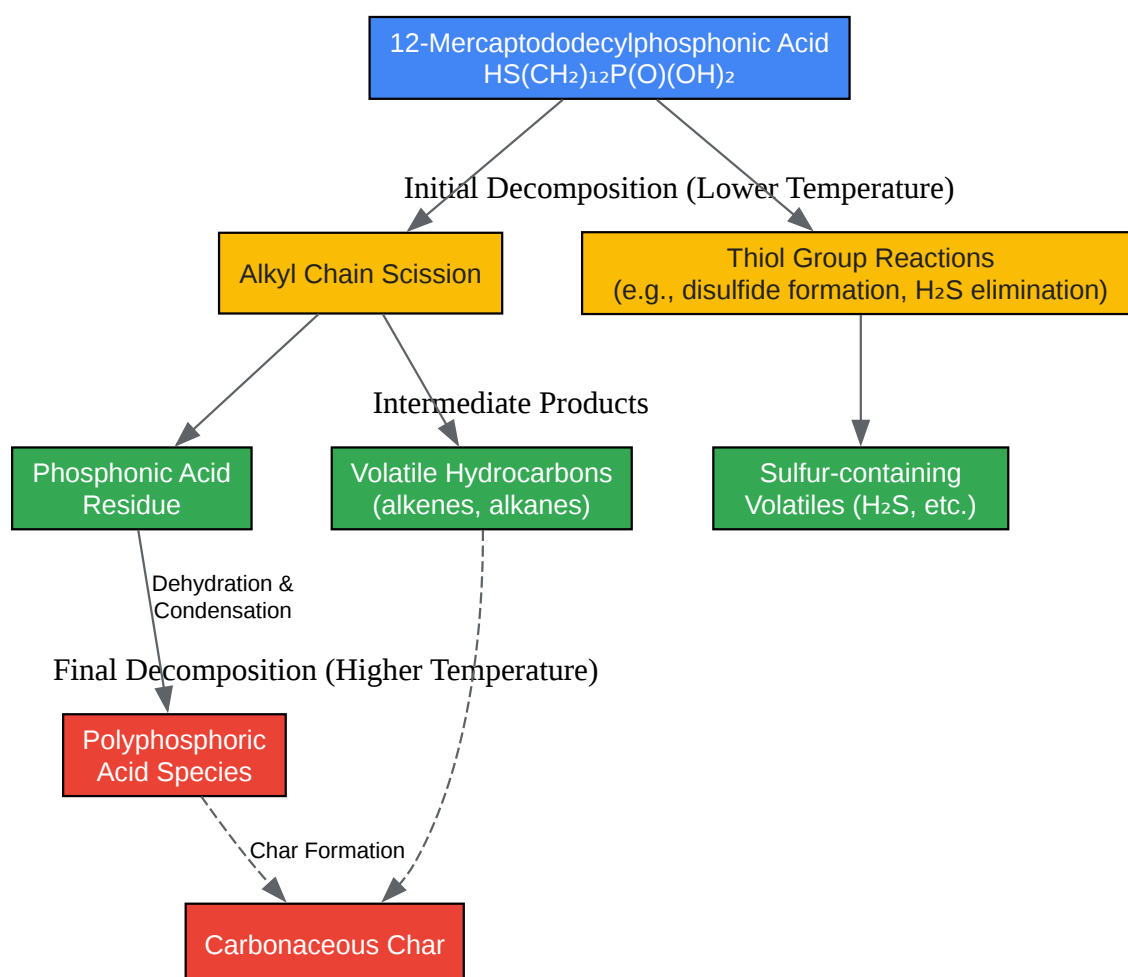 12-Mercaptododecylphosphonic Acid
HS(CH₂)₁₂P(O)(OH)₂
Initial Decomposition (Lower Temperature)
Alkyl Chain Scission
Thiol Group Reactions
(e.g., disulfide formation, H₂S elimination)
Intermediate Products
Phosphonic Acid
Residue
Volatile Hydrocarbons
(alkenes, alkanes)
Sulfur-containing
Volatiles (H₂S, etc.)
Dehydration &
Condensation
Final Decomposition (Higher Temperature)
Polyphosphoric
Acid Species
Char Formation
Carbonaceous Char